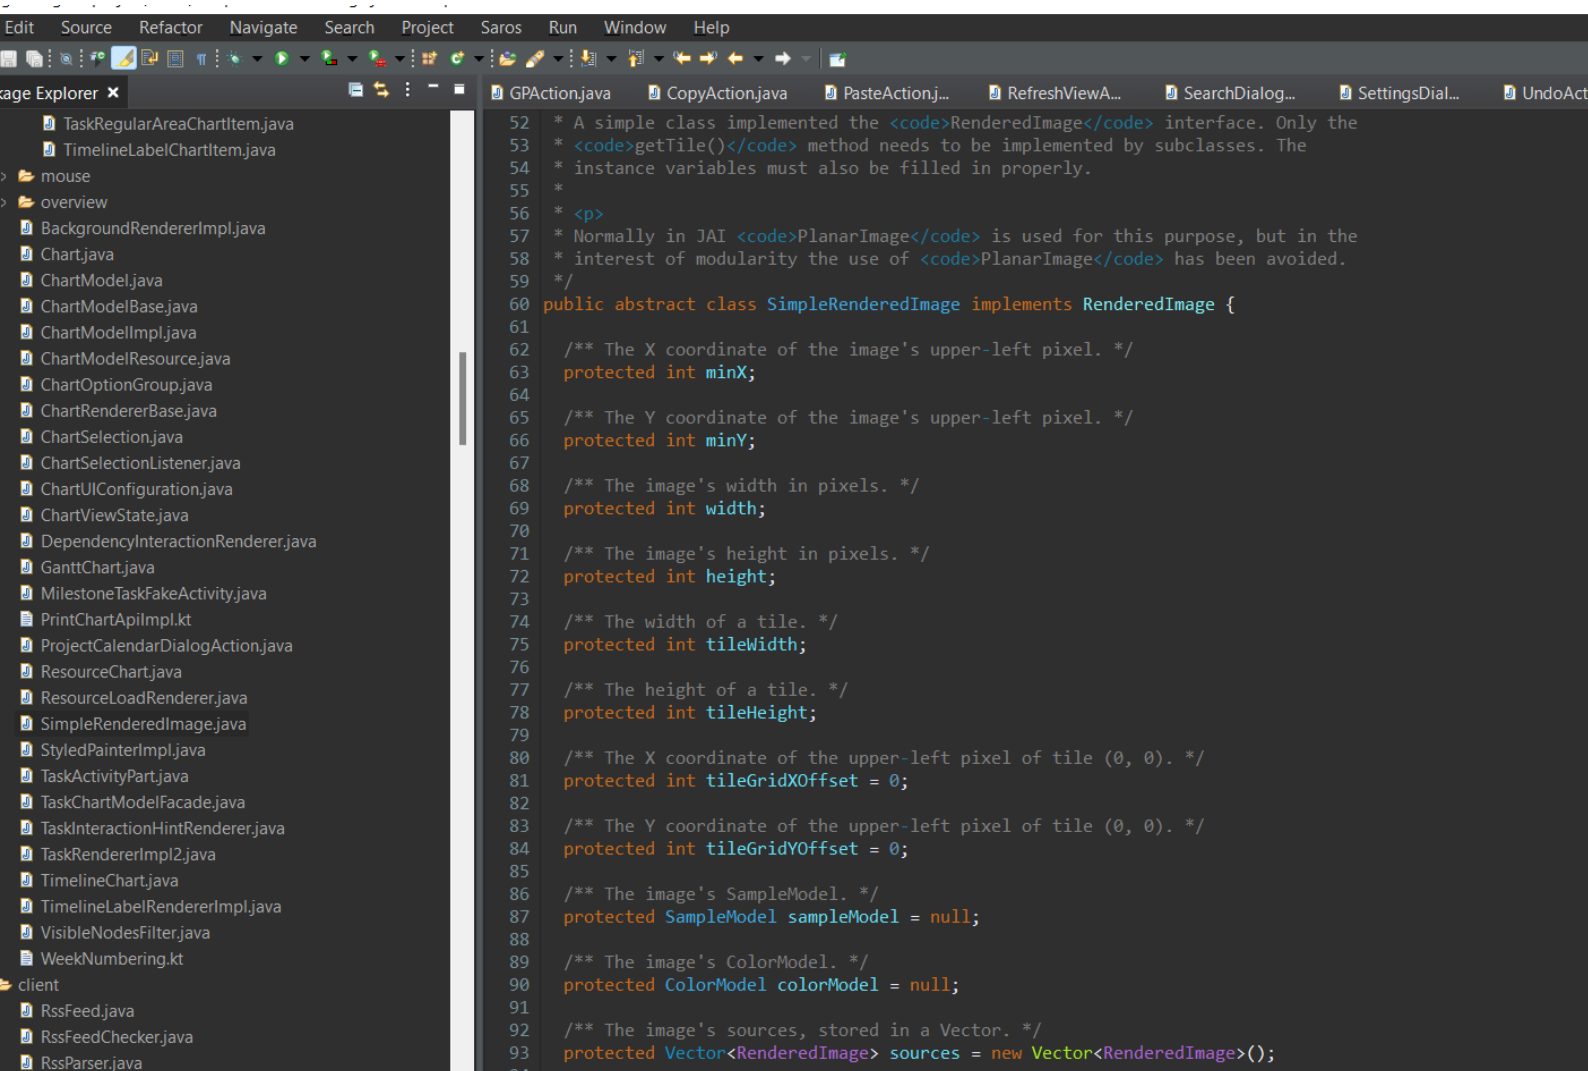 Edit Source Refactor Navigate Search Project Saros Run Window Help
kage Explorer
GPAction.java CopyAction.java PasteAction.j... RefreshViewA... SearchDialog... SettingsDial... UndoAct
TaskRegularAreaChartItem.java
TimelineLabelChartItem.java
mouse
overview
BackgroundRendererImpl.java
Chart.java
ChartModel.java
ChartModelBase.java
ChartModelImpl.java
ChartModelResource.java
ChartOptionGroup.java
ChartRendererBase.java
ChartSelection.java
ChartSelectionListener.java
ChartUIConfiguration.java
ChartViewState.java
DependencyInteractionRenderer.java
GanttChart.java
MilestoneTaskFakeActivity.java
PrintChartApiImpl.kt
ProjectCalendarDialogAction.java
ResourceChart.java
ResourceLoadRenderer.java
SimpleRenderedImage.java
StyledPainterImpl.java
TaskActivityPart.java
TaskChartModelFacade.java
TaskInteractionHintRenderer.java
TaskRendererImpl2.java
TimelineChart.java
TimelineLabelRendererImpl.java
VisibleNodesFilter.java
WeekNumbering.kt
client
RssFeed.java
RssFeedChecker.java
RssParser.java
52 * A simple class implemented the <code>RenderedImage</code> interface. Only the
53 * <code>getTile()</code> method needs to be implemented by subclasses. The
54 * instance variables must also be filled in properly.
55 *
56 * <p>
57 * Normally in JAI <code>PlanarImage</code> is used for this purpose, but in the
58 * interest of modularity the use of <code>PlanarImage</code> has been avoided.
59 */
60 public abstract class SimpleRenderedImage implements RenderedImage {
61
62 /** The X coordinate of the image's upper-left pixel. */
63 protected int minX;
64
65 /** The Y coordinate of the image's upper-left pixel. */
66 protected int minY;
67
68 /** The image's width in pixels. */
69 protected int width;
70
71 /** The image's height in pixels. */
72 protected int height;
73
74 /** The width of a tile. */
75 protected int tileWidth;
76
77 /** The height of a tile. */
78 protected int tileHeight;
79
80 /** The X coordinate of the upper-left pixel of tile (0, 0). */
81 protected int tileGridXOffset = 0;
82
83 /** The Y coordinate of the upper-left pixel of tile (0, 0). */
84 protected int tileGridYOffset = 0;
85
86 /** The image's SampleModel. */
87 protected SampleModel sampleModel = null;
88
89 /** The image's ColorModel. */
90 protected ColorModel colorModel = null;
91
92 /** The image's sources, stored in a Vector. */
93 protected Vector<RenderedImage> sources = new Vector<RenderedImage>();